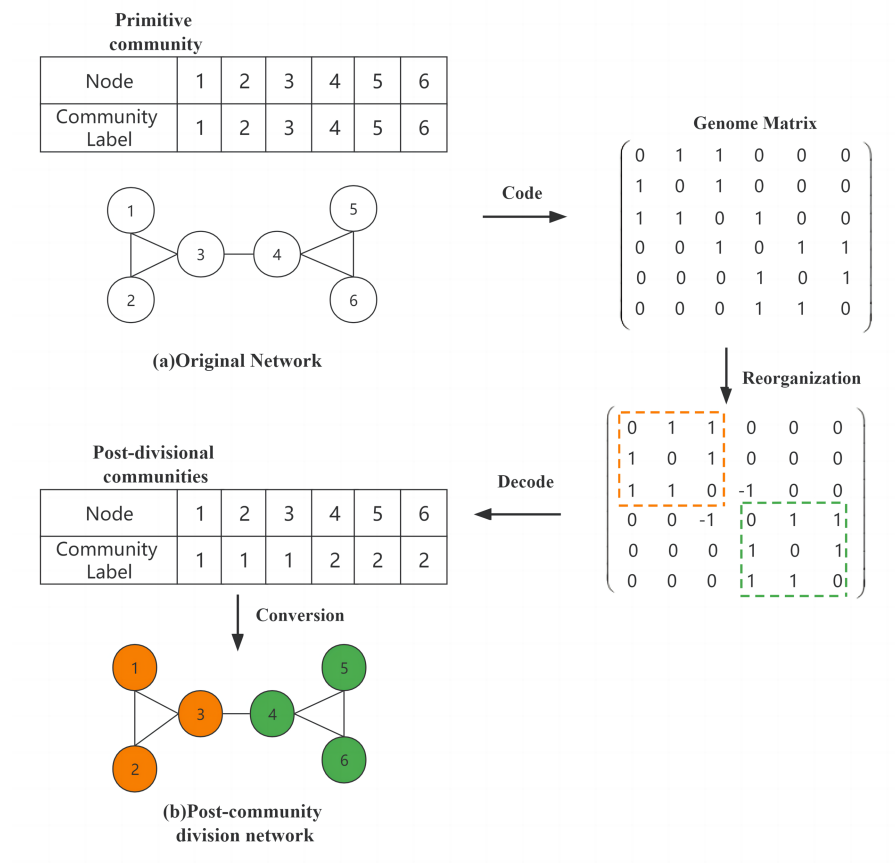 Primitive
community
Node 1 2 3 4 5 6
Community
Label 1 2 3 4 5 6
1
5
3
4
2
6
(a)Original Network
Code
Genome Matrix
0 1 1 0 0 0
1 0 1 0 0 0
1 1 0 1 0 0
0 0 1 0 1 1
0 0 0 1 0 1
0 0 0 1 1 0
Reorganization
0 1 1 0 0 0
1 0 1 0 0 0
1 1 0 -1 0 0
0 0 -1 0 1 1
0 0 0 1 0 1
0 0 0 1 1 0
Decode
Post-divisional
communities
Node 1 2 3 4 5 6
Community
Label 1 1 1 2 2 2
Conversion
1
5
3
4
2
6
(b)Post-community
division network